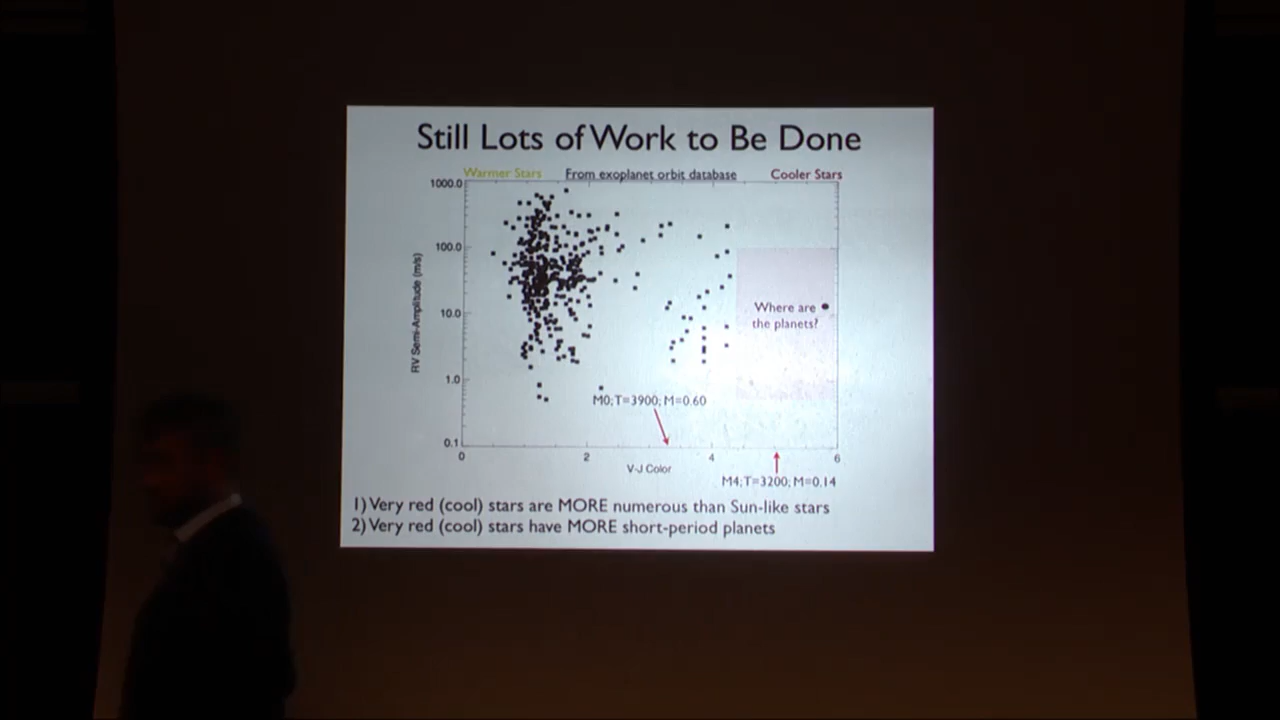 Still Lots of Work to Be Done
Warmer Stars From exoplanet orbit database Cooler Stars
1000.0
100.0
10.0
1.0
0.1
RV Semi-Amplitude (m/s)
Where are
the planets?
M0; T=3900; M=0.60
0 2 4 6
V-J Color
M4; T=3200; M=0.14
1) Very red (cool) stars are MORE numerous than Sun-like stars
2) Very red (cool) stars have MORE short-period planets